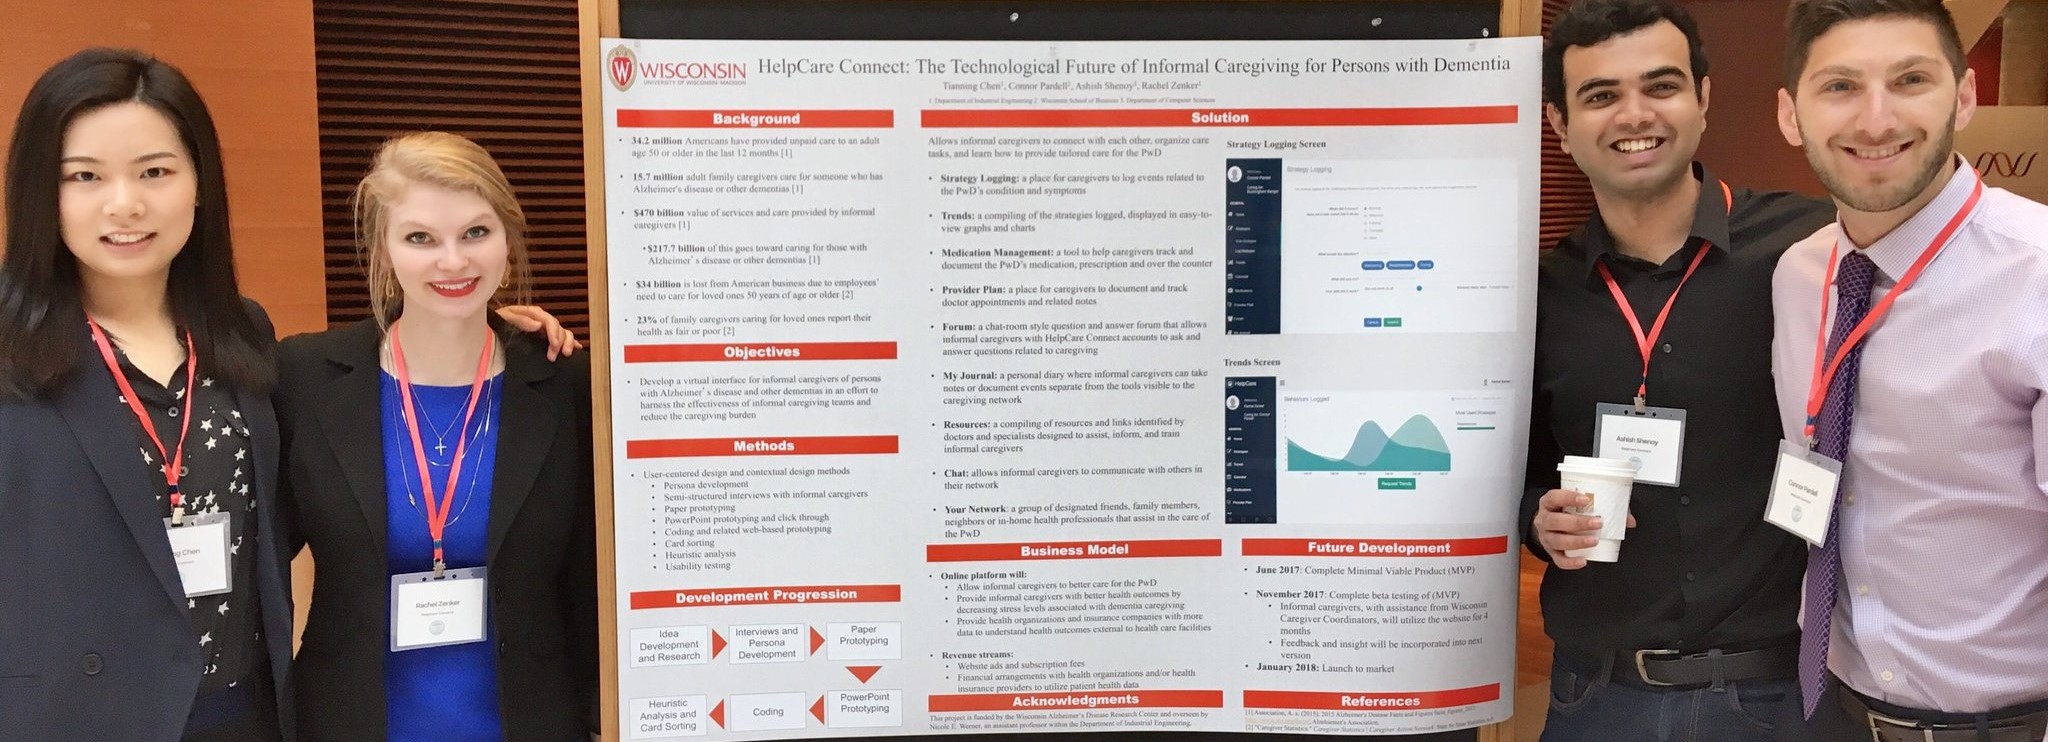 WISCONSIN
UNIVERSITY OF WISCONSIN-MADISON
HelpCare Connect: The Technological Future of Informal Caregiving for Persons with Dementia
Tianning Chen¹, Connor Pardell², Ashish Shenoy³, Rachel Zenker¹
1. Department of Industrial Engineering 2. Wisconsin School of Business 3. Department of Computer Sciences
Background
• 34.2 million Americans have provided unpaid care to an adult
age 50 or older in the last 12 months [1]
• 15.7 million adult family caregivers care for someone who has
Alzheimer's disease or other dementias [1]
• $470 billion value of services and care provided by informal
caregivers [1]
• $217.7 billion of this goes toward caring for those with
Alzheimer's disease or other dementias [1]
• $34 billion is lost from American business due to employees'
need to care for loved ones 50 years of age or older [2]
• 23% of family caregivers caring for loved ones report their
health as fair or poor [2]
Objectives
• Develop a virtual interface for informal caregivers of persons
with Alzheimer's disease and other dementias in an effort to
harness the effectiveness of informal caregiving teams and
reduce the caregiving burden
Methods
• User-centered design and contextual design methods
• Persona development
• Semi-structured interviews with informal caregivers
• Paper prototyping
• PowerPoint prototyping and click through
• Coding and related web-based prototyping
• Card sorting
• Heuristic analysis
• Usability testing
Development Progression
Idea
Development
and Research
Interviews and
Persona
Development
Paper
Prototyping
PowerPoint
Prototyping
Coding
Heuristic
Analysis and
Card Sorting
Solution
Allows informal caregivers to connect with each other, organize care
tasks, and learn how to provide tailored care for the PwD
• Strategy Logging: a place for caregivers to log events related to
the PwD's condition and symptoms
• Trends: a compiling of the strategies logged, displayed in easy-to-
view graphs and charts
• Medication Management: a tool to help caregivers track and
document the PwD's medication, prescription and over the counter
• Provider Plan: a place for caregivers to document and track
doctor appointments and related notes
• Forum: a chat-room style question and answer forum that allows
informal caregivers with HelpCare Connect accounts to ask and
answer questions related to caregiving
• My Journal: a personal diary where informal caregivers can take
notes or document events separate from the tools visible to the
caregiving network
• Resources: a compiling of resources and links identified by
doctors and specialists designed to assist, inform, and train
informal caregivers
• Chat: allows informal caregivers to communicate with others in
their network
• Your Network: a group of designated friends, family members,
neighbors or in-home health professionals that assist in the care of
the PwD
Strategy Logging Screen
Strategy Logging
Trends Screen
HelpCare
Behaviors Logged
Request Trends
Business Model
• Online platform will:
• Allow informal caregivers to better care for the PwD
• Provide informal caregivers with better health outcomes by
decreasing stress levels associated with dementia caregiving
• Provide health organizations and insurance companies with more
data to understand health outcomes external to health care facilities
• Revenue streams:
• Website ads and subscription fees
• Financial arrangements with health organizations and/or health
insurance providers to utilize patient health data
Acknowledgments
This project is funded by the Wisconsin Alzheimer's Disease Research Center and overseen by
Nicole E. Werner, an assistant professor within the Department of Industrial Engineering.
Future Development
• June 2017: Complete Minimal Viable Product (MVP)
• November 2017: Complete beta testing of (MVP)
• Informal caregivers, with assistance from Wisconsin
Caregiver Coordinators, will utilize the website for 4
months
• Feedback and insight will be incorporated into next
version
• January 2018: Launch to market
References
[1] Association, A. s. (2015). 2015 Alzheimer's Disease Facts and Figures
Alzheimer's Association.
[2] "Caregiver Statistics." Caregiver Statistics | Caregiver Action Network.
Chen
Rachel Zenker
Ashish Shenoy
Connor Pardell